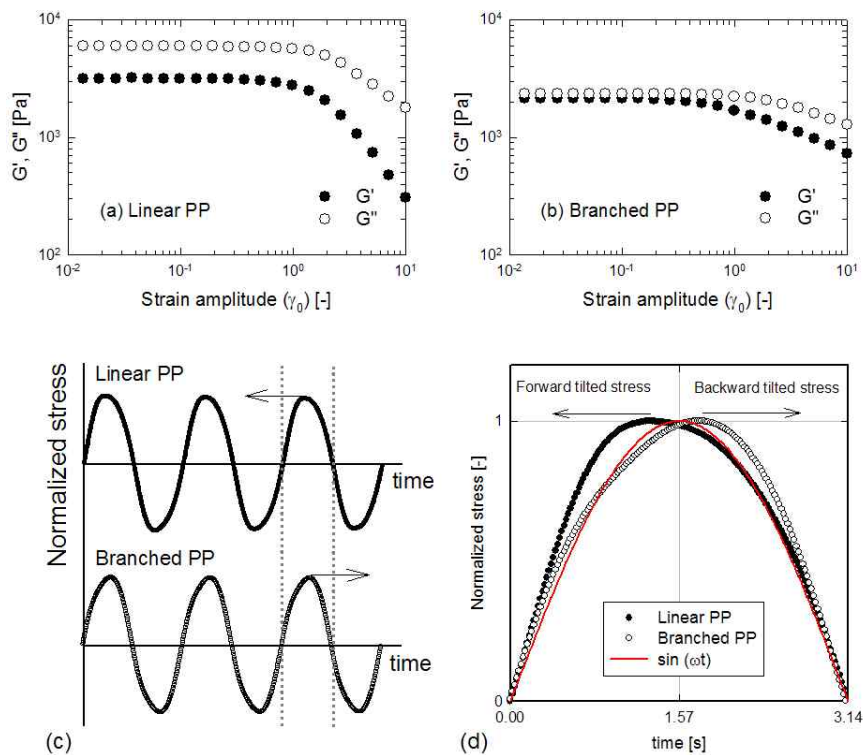 10⁴
10³
10²
G', G" [Pa]
(a) Linear PP
G'
G"
10⁻²
10⁻¹
10⁰
10¹
Strain amplitude (γ₀) [-]
10⁴
10³
10²
G', G" [Pa]
(b) Branched PP
G'
G"
10⁻²
10⁻¹
10⁰
10¹
Strain amplitude (γ₀) [-]
Normalized stress
Linear PP
time
Branched PP
time
(c)
Forward tilted stress
Backward tilted stress
1
Normalized stress [-]
Linear PP
Branched PP
sin (ωt)
0
0.00
1.57
3.14
time [s]
(d)